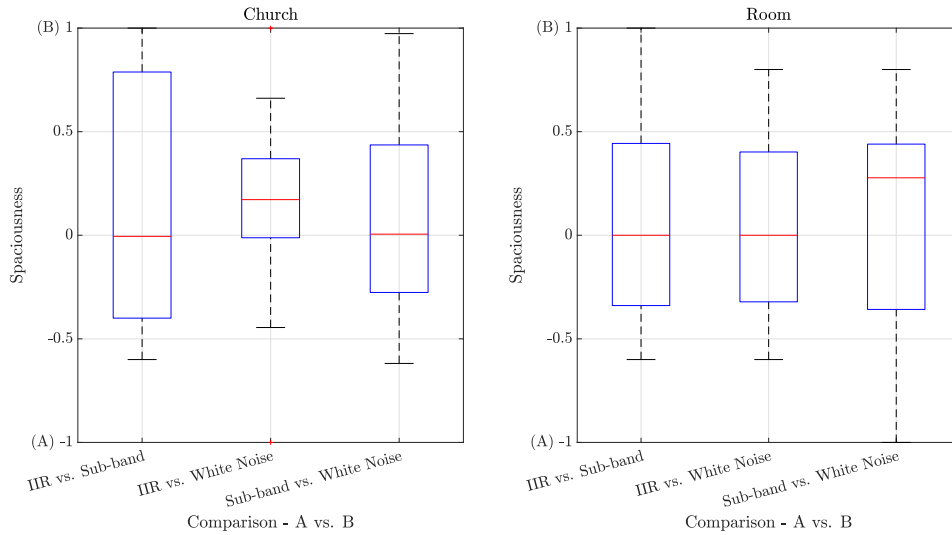 Church
(B) 1
0.5
0
-0.5
(A) -1
Spaciousness
IIR vs. Sub-band
IIR vs. White Noise
Sub-band vs. White Noise
Comparison - A vs. B
Room
(B) 1
0.5
0
-0.5
(A) -1
Spaciousness
IIR vs. Sub-band
IIR vs. White Noise
Sub-band vs. White Noise
Comparison - A vs. B